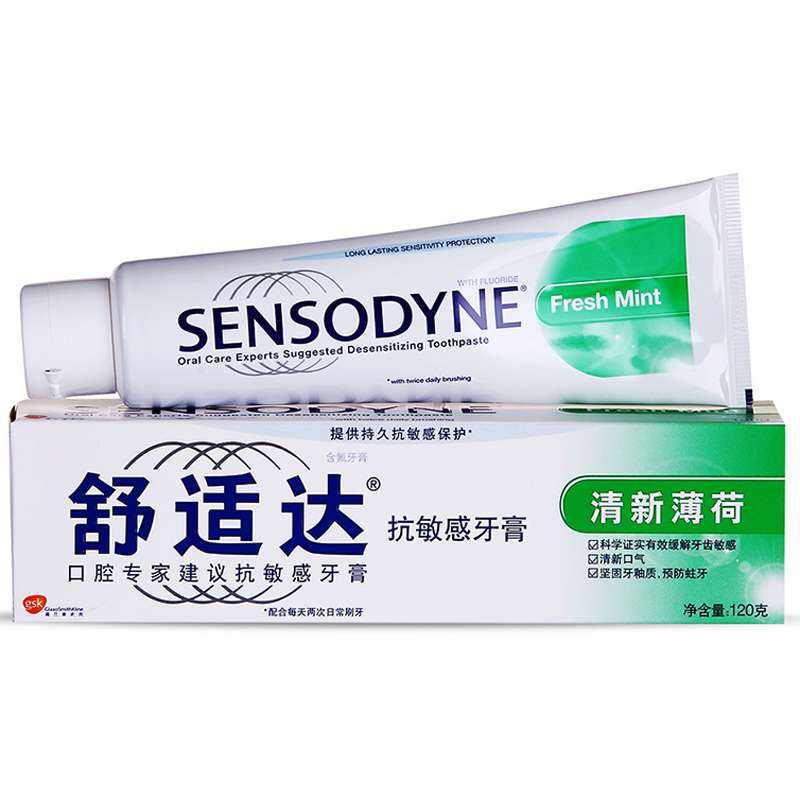 LONG LASTING SENSITIVITY PROTECTION*
WITH FLUORIDE
SENSODYNE®
Fresh Mint
Oral Care Experts Suggested Desensitizing Toothpaste
*with twice daily brushing
SENSODYNE
提供持久抗敏感保护*
含氟牙膏
舒适达®
抗敏感牙膏
清新薄荷
口腔专家建议抗敏感牙膏
☑科学证实有效缓解牙齿敏感
☑清新口气
☑坚固牙釉质,预防蛀牙
gsk
GlaxoSmithKline
葛兰素史克
*配合每天两次日常刷牙
净含量:120克